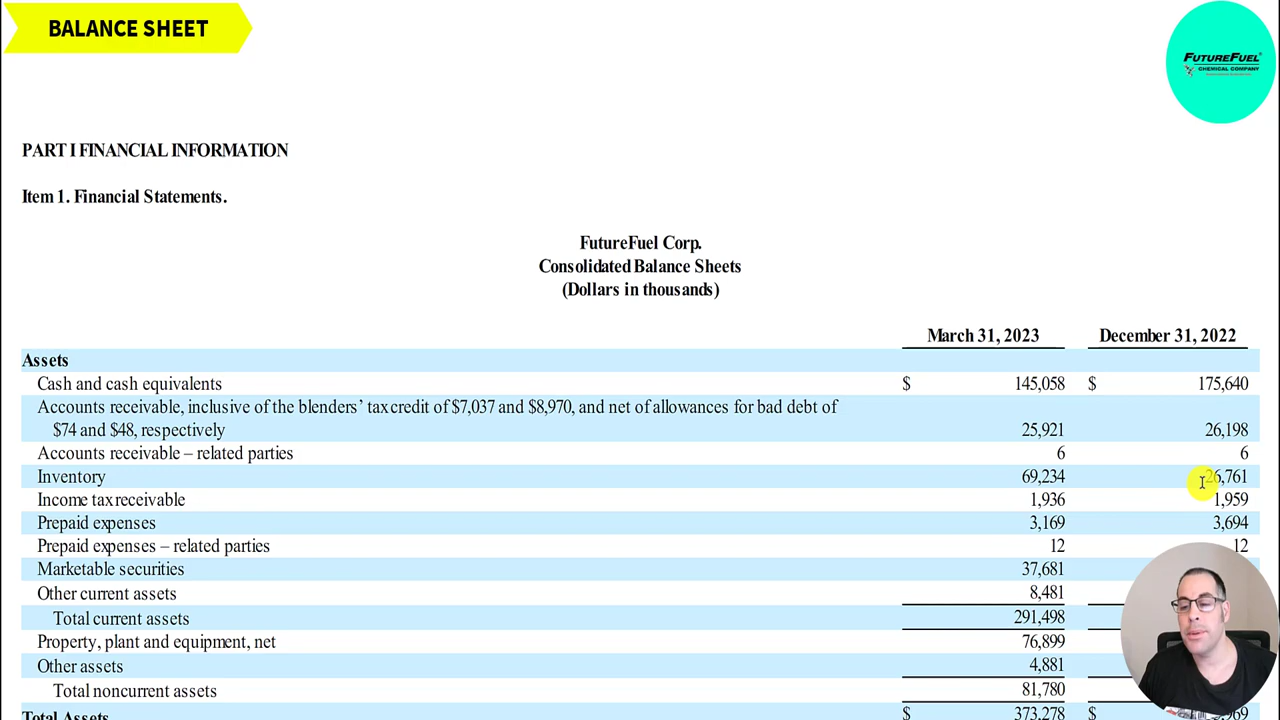 BALANCE SHEET
FUTUREFUEL
CHEMICAL COMPANY
PART I FINANCIAL INFORMATION
Item 1. Financial Statements.
FutureFuel Corp.
Consolidated Balance Sheets
(Dollars in thousands)
March 31, 2023 December 31, 2022
Assets
Cash and cash equivalents $ 145,058 $ 175,640
Accounts receivable, inclusive of the blenders’ tax credit of $7,037 and $8,970, and net of allowances for bad debt of
$74 and $48, respectively 25,921 26,198
Accounts receivable – related parties 6 6
Inventory 69,234 26,761
Income tax receivable 1,936 1,959
Prepaid expenses 3,169 3,694
Prepaid expenses – related parties 12 12
Marketable securities 37,681
Other current assets 8,481
Total current assets 291,498
Property, plant and equipment, net 76,899
Other assets 4,881
Total noncurrent assets 81,780
Total Assets $ 373,278 $